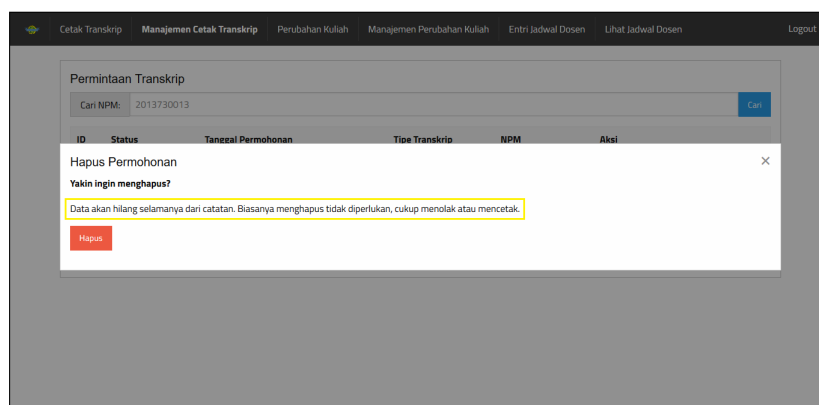 Cetak Transkrip Manajemen Cetak Transkrip Perubahan Kuliah Manajemen Perubahan Kuliah Entri Jadwal Dosen Lihat Jadwal Dosen Logout
Permintaan Transkrip
Cari NPM: 2013730013 Cari
ID Status Tanggal Permohonan Tipe Transkrip NPM Aksi
Hapus Permohonan ×
Yakin ingin menghapus?
Data akan hilang selamanya dari catatan. Biasanya menghapus tidak diperlukan, cukup menolak atau mencetak.
Hapus